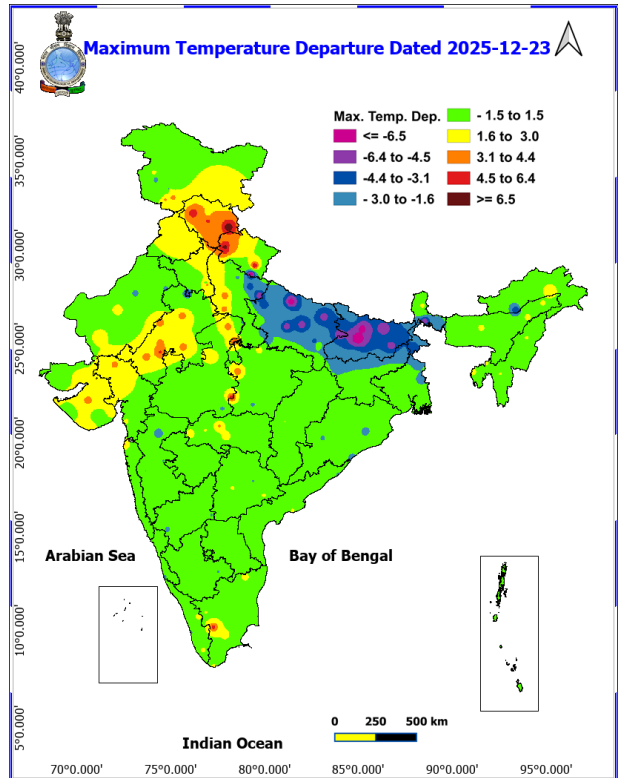 Maximum Temperature Departure Dated 2025-12-23
Max. Temp. Dep.
<= -6.5
-6.4 to -4.5
-4.4 to -3.1
- 3.0 to -1.6
- 1.5 to 1.5
1.6 to 3.0
3.1 to 4.4
4.5 to 6.4
>= 6.5
40°0.000'
35°0.000'
30°0.000'
25°0.000'
20°0.000'
15°0.000'
10°0.000'
5°0.000'
Arabian Sea
Bay of Bengal
Indian Ocean
0 250 500 km
70°0.000' 75°0.000' 80°0.000' 85°0.000' 90°0.000' 95°0.000'